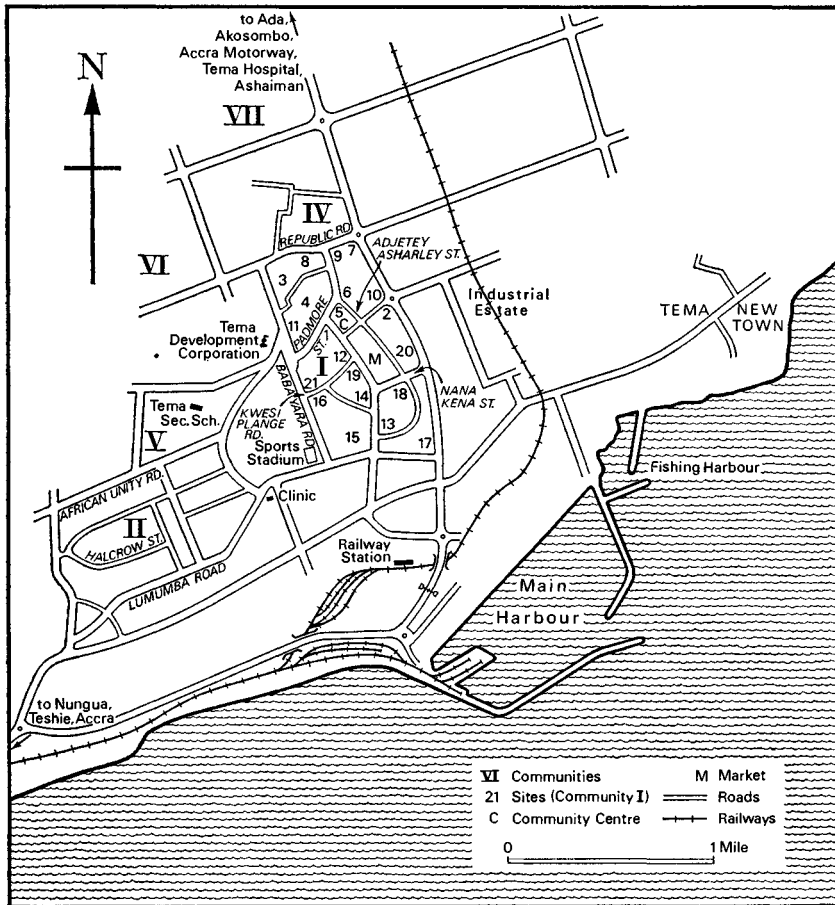 to Ada,
Akosombo,
Accra Motorway,
Tema Hospital,
Ashaiman
N
VII
IV
REPUBLIC RD.
VI
ADJETEY
ASHARLEY ST.
9
7
8
3
6
10
4
5
C
2
Industrial
Estate
TEMA
NEW
TOWN
11
PADMORE
ST.
Tema
Development
Corporation
I
12
M
20
21
19
18
NANA
KENA ST.
16
14
13
KWESI
PLANGE
RD.
BABA YARA RD.
Tema
Sec. Sch.
V
15
17
Sports
Stadium
Fishing Harbour
AFRICAN UNITY RD.
Clinic
II
HALCROW ST.
Railway
Station
LUMUMBA ROAD
Main
Harbour
to Nungua,
Teshie, Accra
VI Communities
21 Sites (Community I)
C Community Centre
M Market
Roads
Railways
0 1 Mile